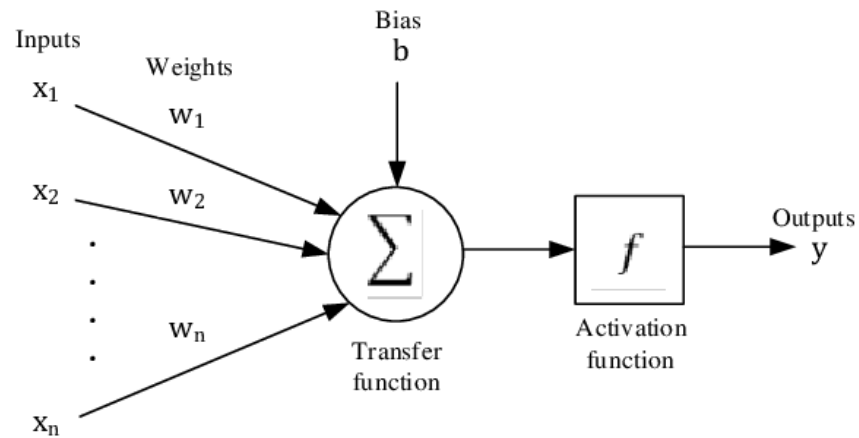 Inputs
x₁
x₂
.
.
.
.
xₙ
Weights
w₁
w₂
wₙ
Bias
b
∑
Transfer
function
f
Activation
function
Outputs
y